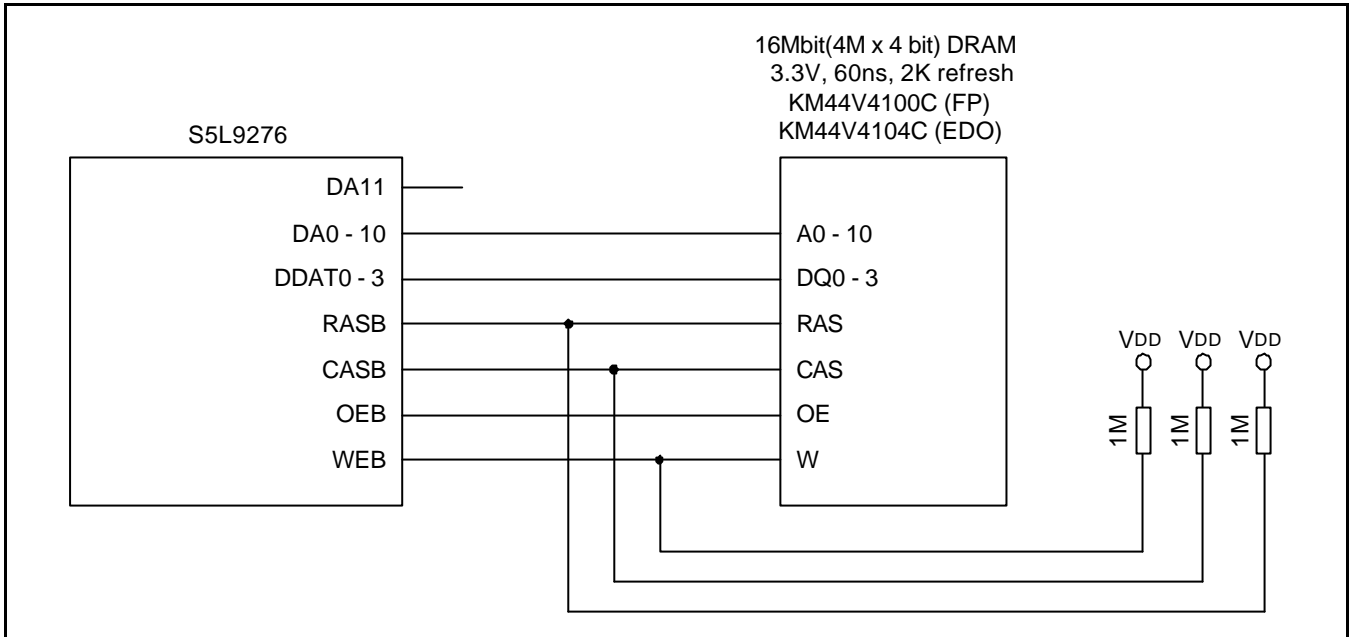 16Mbit(4M x 4 bit) DRAM
3.3V, 60ns, 2K refresh
KM44V4100C (FP)
KM44V4104C (EDO)
S5L9276
DA11
DA0 - 10
A0 - 10
DDAT0 - 3
DQ0 - 3
RASB
RAS
CASB
CAS
OEB
OE
WEB
W
VDD VDD VDD
1M 1M 1M